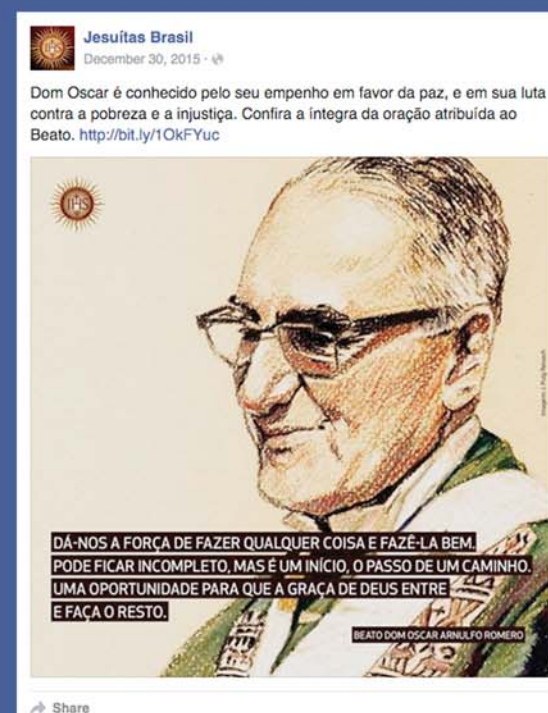 Jesuítas Brasil
December 30, 2015 ·
Dom Oscar é conhecido pelo seu empenho em favor da paz, e em sua luta
contra a pobreza e a injustiça. Confira a íntegra da oração atribuída ao
Beato. http://bit.ly/1OkFYuc
IHS
DÁ-NOS A FORÇA DE FAZER QUALQUER COISA E FAZÊ-LA BEM.
PODE FICAR INCOMPLETO, MAS É UM INÍCIO, O PASSO DE UM CAMINHO.
UMA OPORTUNIDADE PARA QUE A GRAÇA DE DEUS ENTRE
E FAÇA O RESTO.
BEATO DOM OSCAR ARNULFO ROMERO
Share